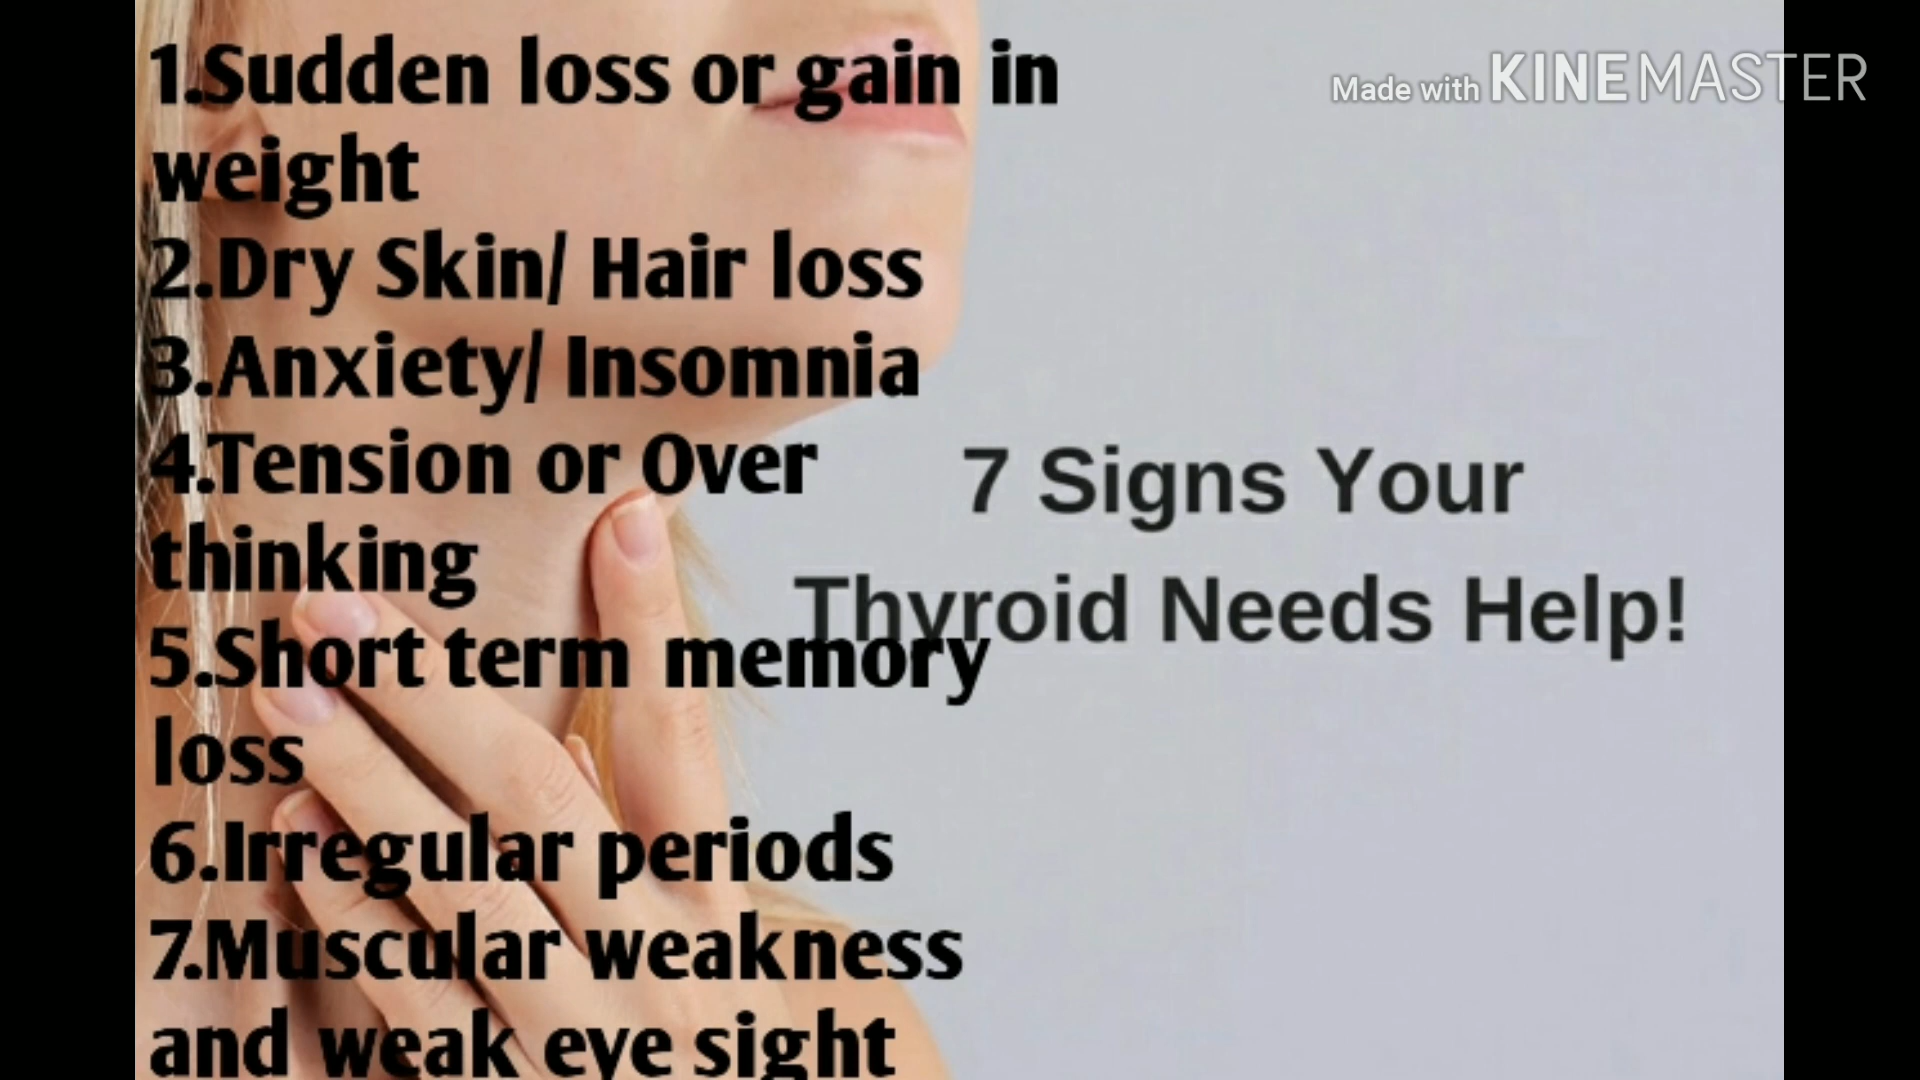 1.Sudden loss or gain in
weight
2.Dry Skin/ Hair loss
3.Anxiety/ Insomnia
4.Tension or Over
thinking
5.Short term memory
loss
6.Irregular periods
7.Muscular weakness
and weak eye sight
7 Signs Your
Thyroid Needs Help!
Made with KINEMASTER